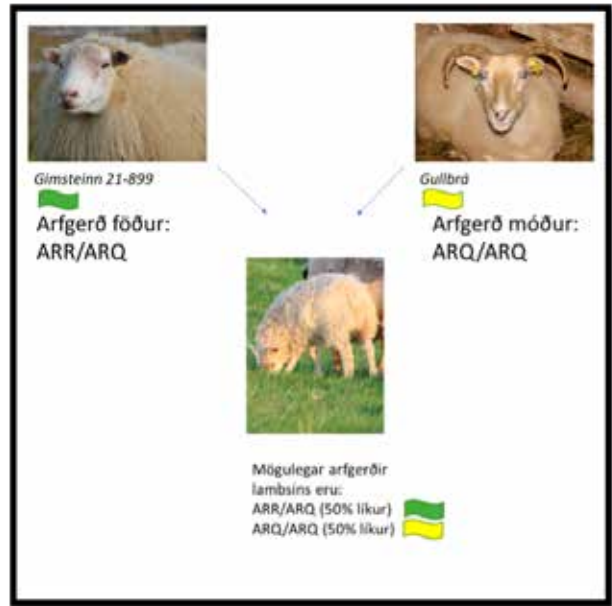 Gimsteinn 21-899
Arfgerð föður:
ARR/ARQ
Gullbrá
Arfgerð móður:
ARQ/ARQ
Mögulegar arfgerðir
lambsins eru:
ARR/ARQ (50% líkur)
ARQ/ARQ (50% líkur)